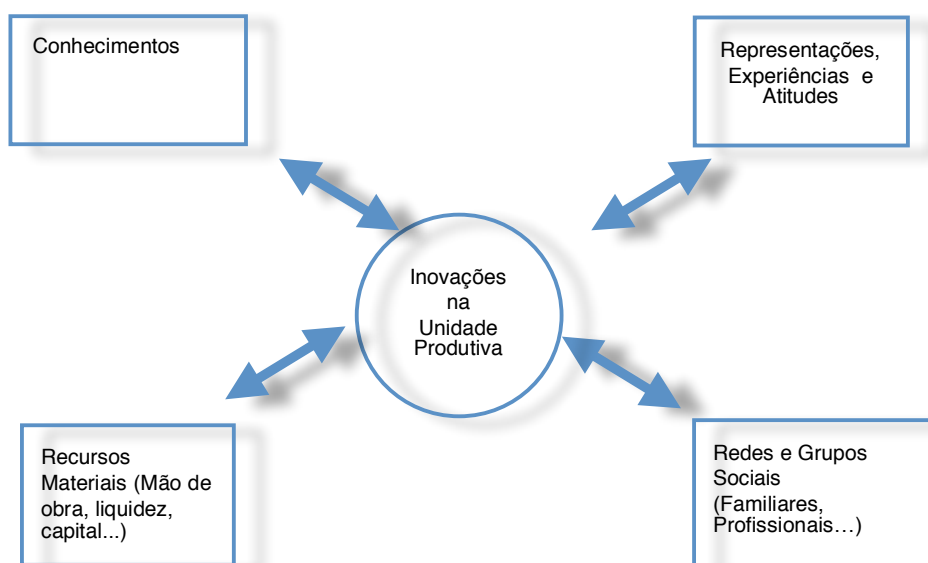 Conhecimentos
Representações,
Experiências e
Atitudes
Inovações
na
Unidade
Produtiva
Recursos
Materiais (Mão de
obra, liquidez,
capital...)
Redes e Grupos
Sociais
(Familiares,
Profissionais…)